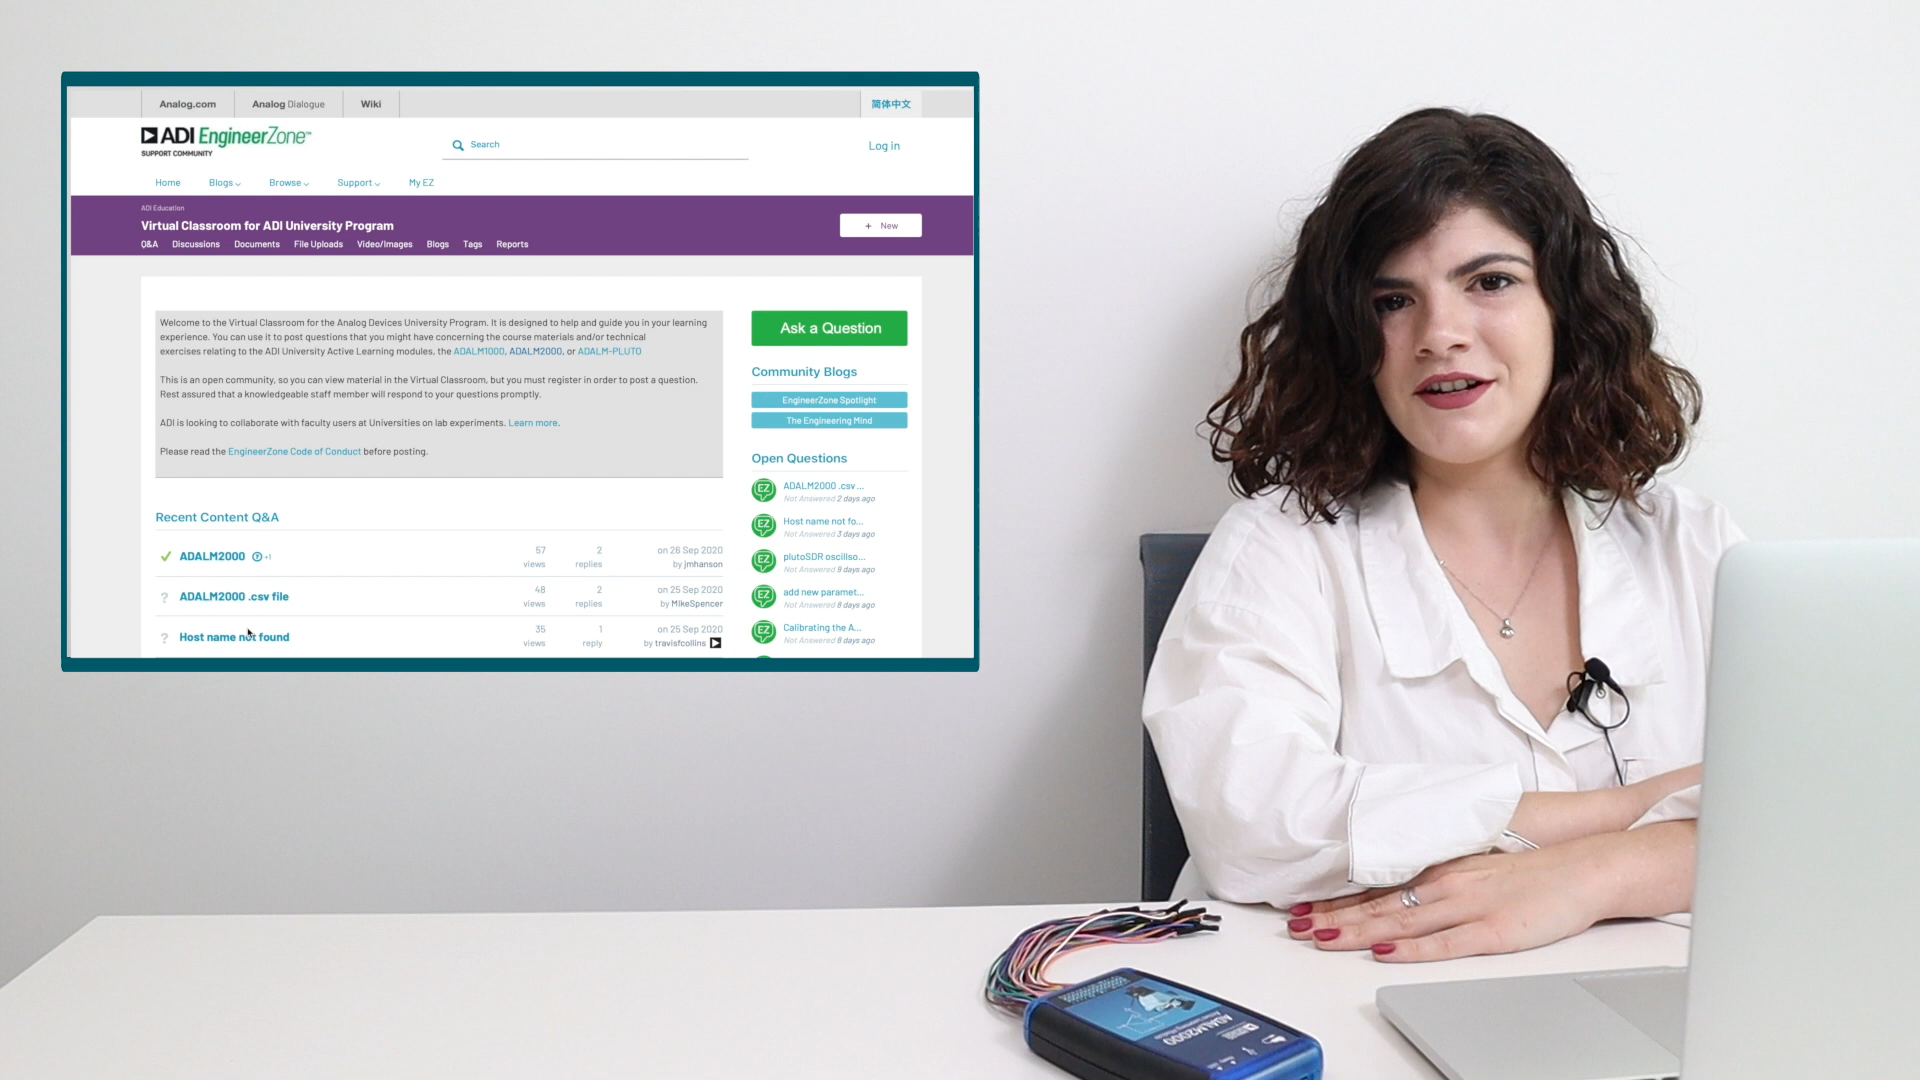 Analog.com
Analog Dialogue
Wiki
简体中文
ADI EngineerZone™
SUPPORT COMMUNITY
Search
Log in
Home
Blogs
Browse
Support
My EZ
ADI Education
Virtual Classroom for ADI University Program
+ New
Q&A
Discussions
Documents
File Uploads
Video/Images
Blogs
Tags
Reports
Welcome to the Virtual Classroom for the Analog Devices University Program. It is designed to help and guide you in your learning
experience. You can use it to post questions that you might have concerning the course materials and/or technical
exercises relating to the ADI University Active Learning modules, the ADALM1000, ADALM2000, or ADALM-PLUTO
This is an open community, so you can view material in the Virtual Classroom, but you must register in order to post a question.
Rest assured that a knowledgeable staff member will respond to your questions promptly.
ADI is looking to collaborate with faculty users at Universities on lab experiments. Learn more.
Please read the EngineerZone Code of Conduct before posting.
Ask a Question
Community Blogs
EngineerZone Spotlight
The Engineering Mind
Open Questions
ADALM2000 .csv ...
Not Answered 2 days ago
Host name not fo...
Not Answered 3 days ago
plutoSDR oscillso...
Not Answered 9 days ago
add new paramet...
Not Answered 8 days ago
Calibrating the A...
Not Answered 6 days ago
Recent Content Q&A
ADALM2000 +1
57 views
2 replies
on 26 Sep 2020
by jmhanson
ADALM2000 .csv file
48 views
2 replies
on 25 Sep 2020
by MikeSpencer
Host name not found
35 views
1 reply
on 25 Sep 2020
by travisfcollins
ADALM2000